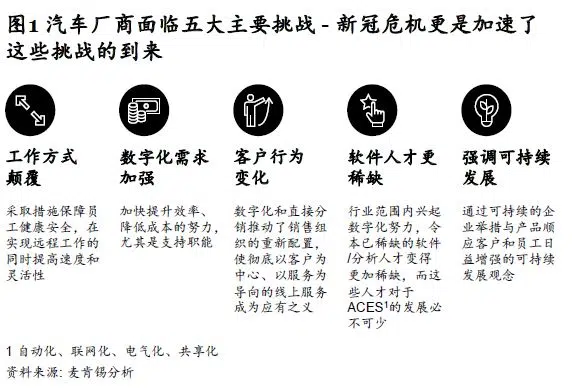 图1 汽车厂商面临五大主要挑战 - 新冠危机更是加速了
这些挑战的到来
工作方式
颠覆
采取措施保障员
工健康安全，在
实现远程工作的
同时提高速度和
灵活性
数字化需求
加强
加快提升效率、
降低成本的努力，
尤其是支持职能
客户行为
变化
数字化和直接分
销推动了销售组
织的重新配置，
使彻底以客户为
中心、以服务为
导向的线上服务
成为应有之义
软件人才更
稀缺
行业范围内兴起
数字化努力，令
本已稀缺的软件
/分析人才变得
更加稀缺，而这
些人才对于
ACES¹的发展必
不可少
强调可持续
发展
通过可持续的企
业举措与产品顺
应客户和员工日
益增强的可持续
发展观念
1 自动化、联网化、电气化、共享化
资料来源: 麦肯锡分析